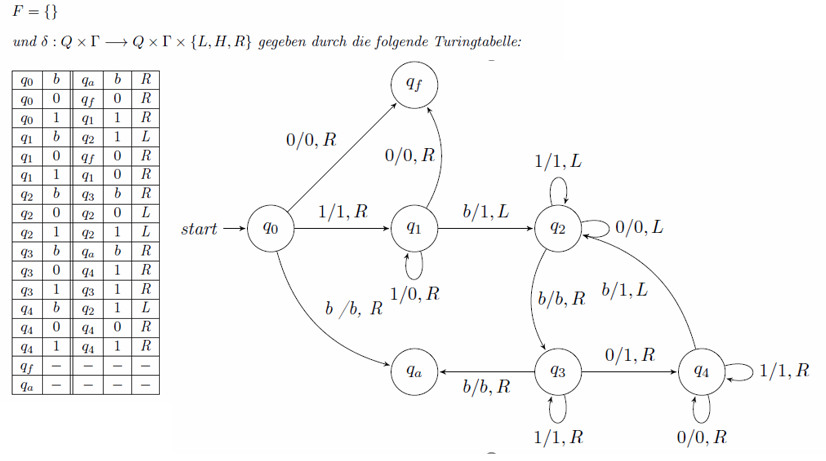 F = {}
und δ : Q × Γ ⟶ Q × Γ × {L, H, R} gegeben durch die folgende Turingtabelle:
q0 b qa b R
q0 0 qf 0 R
q0 1 q1 1 R
q1 b q2 1 L
q1 0 qf 0 R
q1 1 q1 0 R
q2 b q3 b R
q2 0 q2 0 L
q2 1 q2 1 L
q3 b qa b R
q3 0 q4 1 R
q3 1 q3 1 R
q4 b q2 1 L
q4 0 q4 0 R
q4 1 q4 1 R
qf − − − −
qa − − − −
qf
0/0, R
0/0, R
1/1, L
start
q0
1/1, R
q1
b/1, L
q2
0/0, L
1/0, R
b /b, R
b/b, R
b/1, L
qa
b/b, R
q3
0/1, R
q4
1/1, R
1/1, R
0/0, R